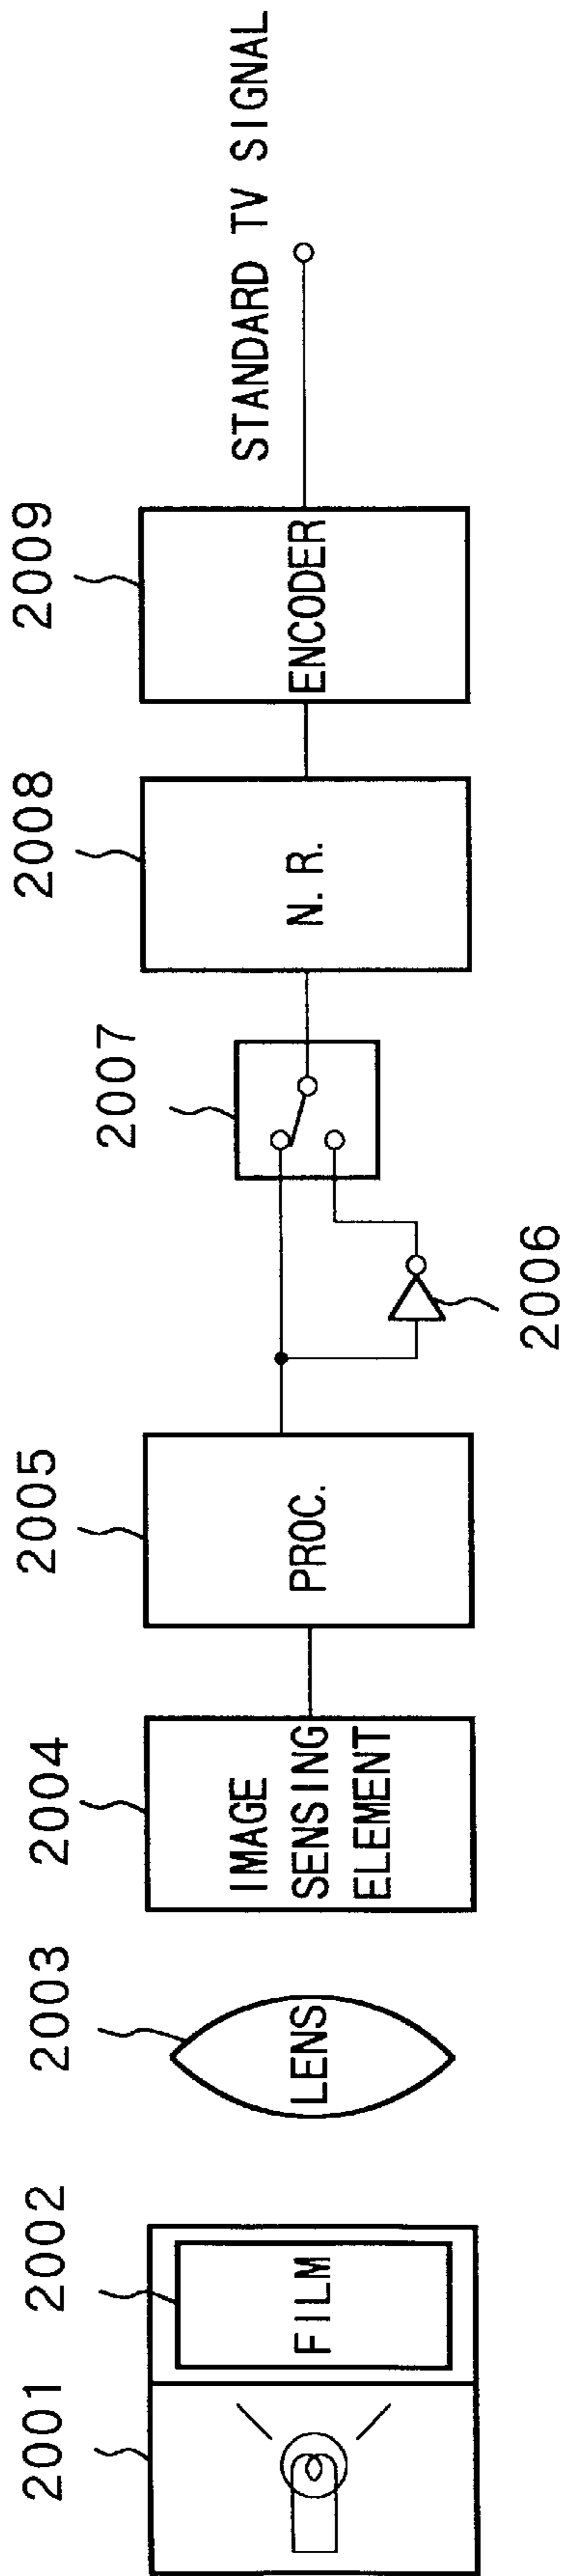 2001
2002
FILM
2003
LENS
2004
IMAGE
SENSING
ELEMENT
2005
PROC.
2006
2007
2008
N. R.
2009
ENCODER
STANDARD TV SIGNAL